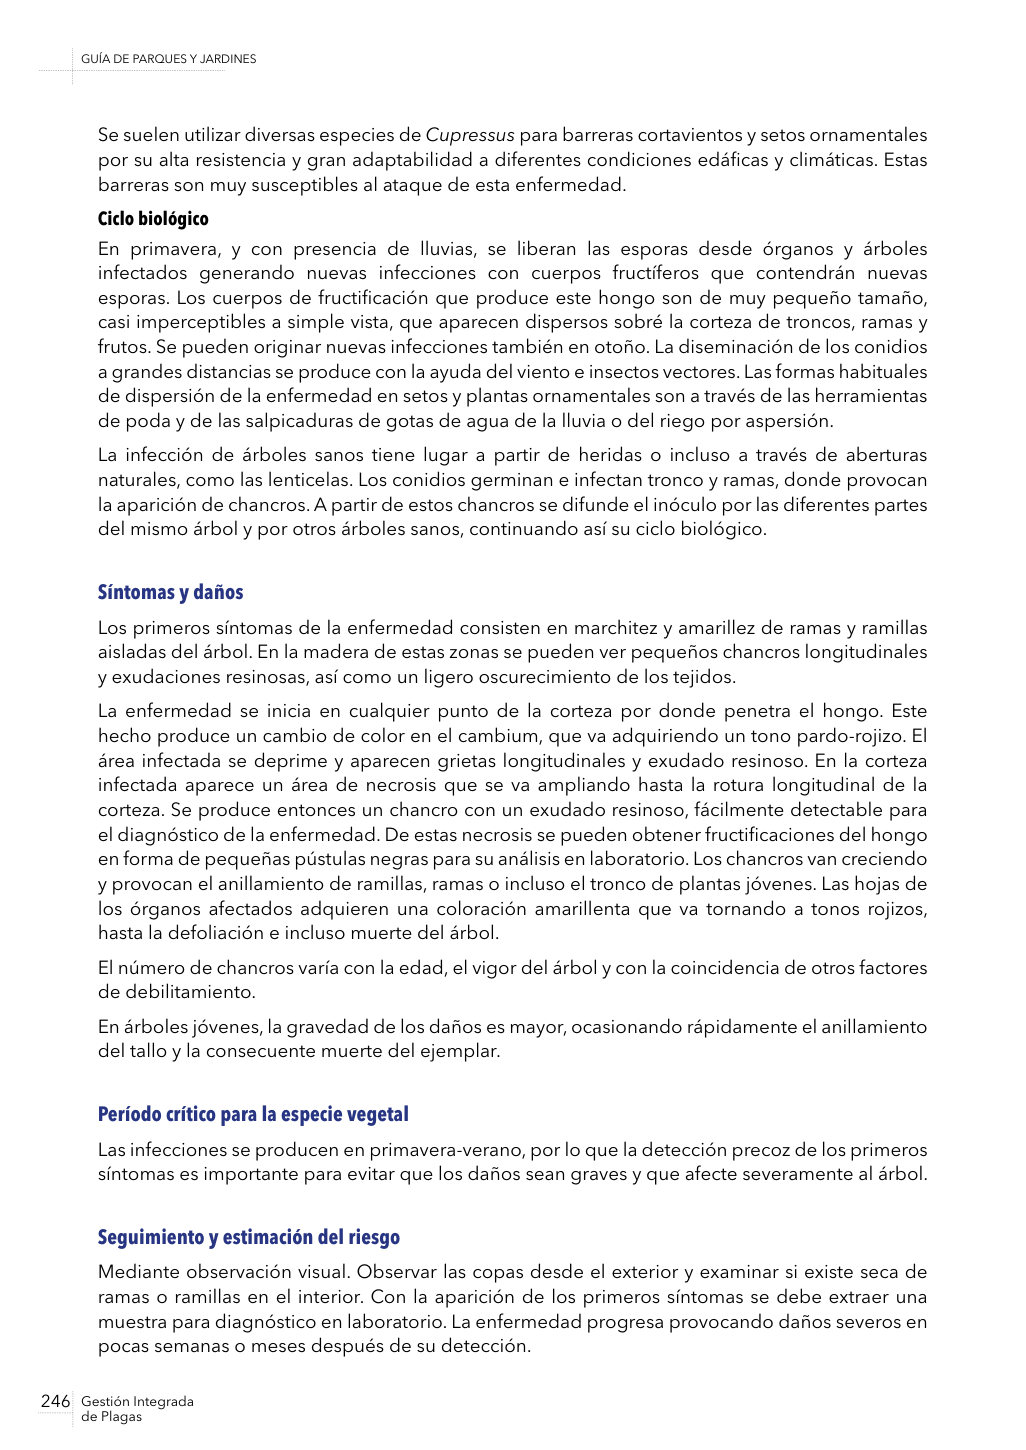 GUÍA DE PARQUES Y JARDINES
Se suelen utilizar diversas especies de Cupressus para barreras cortavientos y setos ornamentales
por su alta resistencia y gran adaptabilidad a diferentes condiciones edáficas y climáticas. Estas
barreras son muy susceptibles al ataque de esta enfermedad.
Ciclo biológico
En primavera, y con presencia de lluvias, se liberan las esporas desde órganos y árboles
infectados generando nuevas infecciones con cuerpos fructíferos que contendrán nuevas
esporas. Los cuerpos de fructificación que produce este hongo son de muy pequeño tamaño,
casi imperceptibles a simple vista, que aparecen dispersos sobré la corteza de troncos, ramas y
frutos. Se pueden originar nuevas infecciones también en otoño. La diseminación de los conidios
a grandes distancias se produce con la ayuda del viento e insectos vectores. Las formas habituales
de dispersión de la enfermedad en setos y plantas ornamentales son a través de las herramientas
de poda y de las salpicaduras de gotas de agua de la lluvia o del riego por aspersión.
La infección de árboles sanos tiene lugar a partir de heridas o incluso a través de aberturas
naturales, como las lenticelas. Los conidios germinan e infectan tronco y ramas, donde provocan
la aparición de chancros. A partir de estos chancros se difunde el inóculo por las diferentes partes
del mismo árbol y por otros árboles sanos, continuando así su ciclo biológico.
Síntomas y daños
Los primeros síntomas de la enfermedad consisten en marchitez y amarillez de ramas y ramillas
aisladas del árbol. En la madera de estas zonas se pueden ver pequeños chancros longitudinales
y exudaciones resinosas, así como un ligero oscurecimiento de los tejidos.
La enfermedad se inicia en cualquier punto de la corteza por donde penetra el hongo. Este
hecho produce un cambio de color en el cambium, que va adquiriendo un tono pardo-rojizo. El
área infectada se deprime y aparecen grietas longitudinales y exudado resinoso. En la corteza
infectada aparece un área de necrosis que se va ampliando hasta la rotura longitudinal de la
corteza. Se produce entonces un chancro con un exudado resinoso, fácilmente detectable para
el diagnóstico de la enfermedad. De estas necrosis se pueden obtener fructificaciones del hongo
en forma de pequeñas pústulas negras para su análisis en laboratorio. Los chancros van creciendo
y provocan el anillamiento de ramillas, ramas o incluso el tronco de plantas jóvenes. Las hojas de
los órganos afectados adquieren una coloración amarillenta que va tornando a tonos rojizos,
hasta la defoliación e incluso muerte del árbol.
El número de chancros varía con la edad, el vigor del árbol y con la coincidencia de otros factores
de debilitamiento.
En árboles jóvenes, la gravedad de los daños es mayor, ocasionando rápidamente el anillamiento
del tallo y la consecuente muerte del ejemplar.
Período crítico para la especie vegetal
Las infecciones se producen en primavera-verano, por lo que la detección precoz de los primeros
síntomas es importante para evitar que los daños sean graves y que afecte severamente al árbol.
Seguimiento y estimación del riesgo
Mediante observación visual. Observar las copas desde el exterior y examinar si existe seca de
ramas o ramillas en el interior. Con la aparición de los primeros síntomas se debe extraer una
muestra para diagnóstico en laboratorio. La enfermedad progresa provocando daños severos en
pocas semanas o meses después de su detección.
246 Gestión Integrada
de Plagas